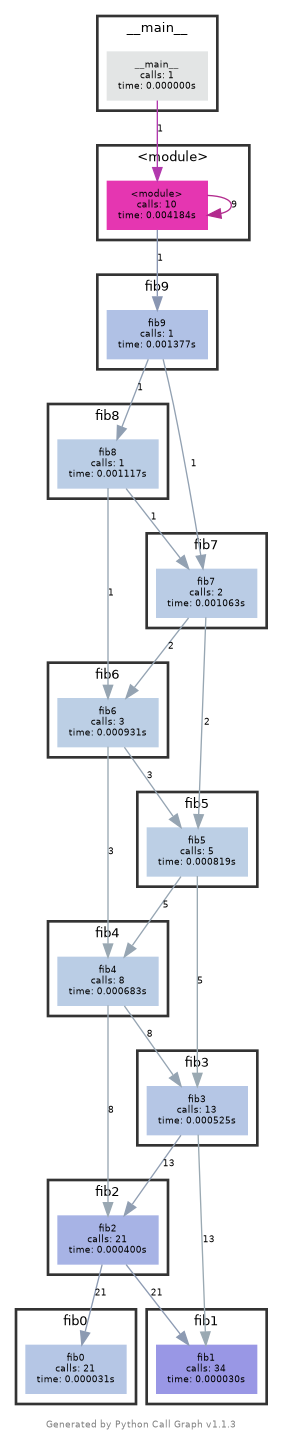 __main__
__main__
calls: 1
time: 0.000000s
1
<module>
<module>
calls: 10
time: 0.004184s
9
1
fib9
fib9
calls: 1
time: 0.001377s
1
fib8
fib8
calls: 1
time: 0.001117s
1
1
fib7
fib7
calls: 2
time: 0.001063s
1
2
fib6
fib6
calls: 3
time: 0.000931s
2
3
fib5
fib5
calls: 5
time: 0.000819s
3
5
fib4
fib4
calls: 8
time: 0.000683s
5
8
fib3
fib3
calls: 13
time: 0.000525s
8
13
fib2
fib2
calls: 21
time: 0.000400s
13
21
21
fib0
fib0
calls: 21
time: 0.000031s
fib1
fib1
calls: 34
time: 0.000030s
Generated by Python Call Graph v1.1.3